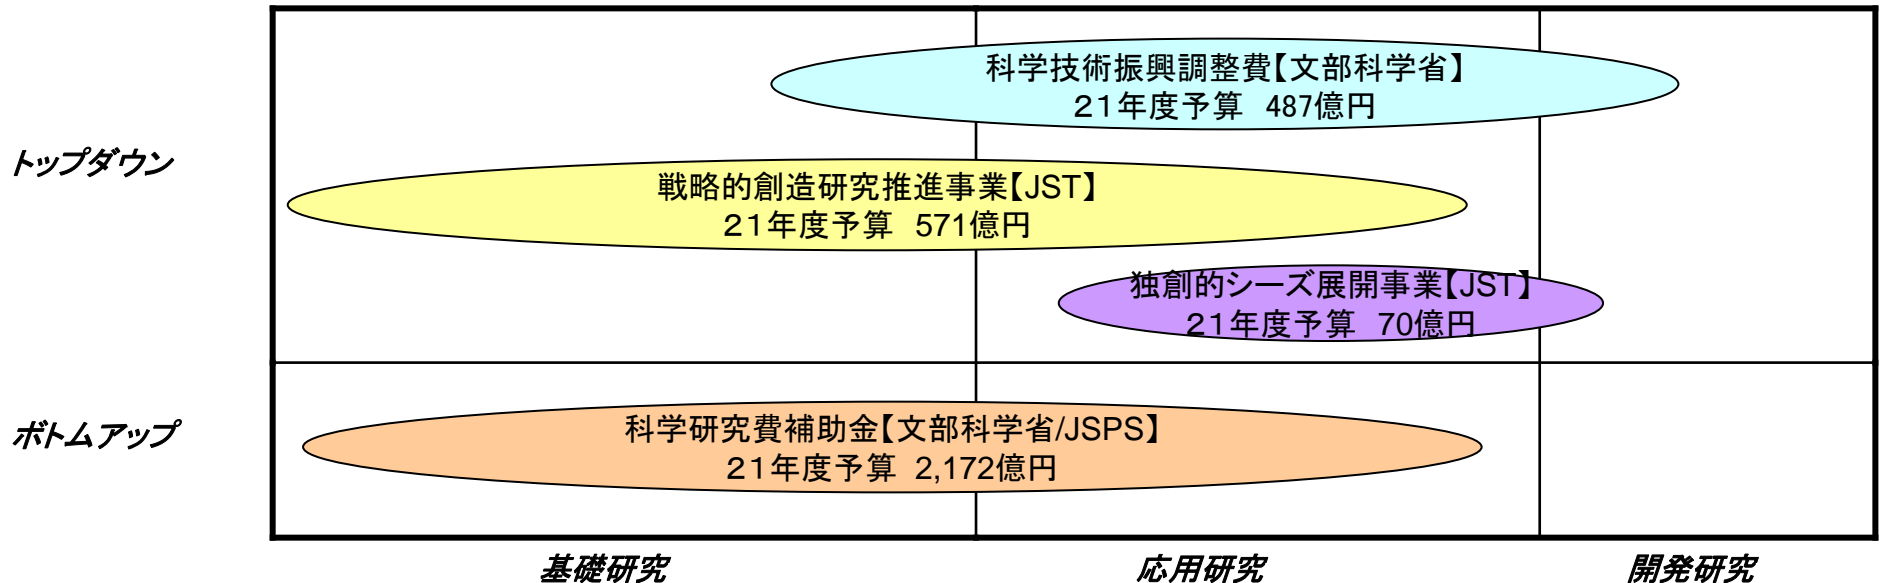 科学技術振興調整費【文部科学省】
２１年度予算　487億円
トップダウン
戦略的創造研究推進事業【JST】
２１年度予算　571億円
独創的シーズ展開事業【JST】
２１年度予算　70億円
ボトムアップ
科学研究費補助金【文部科学省/JSPS】
２１年度予算　2,172億円
基礎研究
応用研究
開発研究